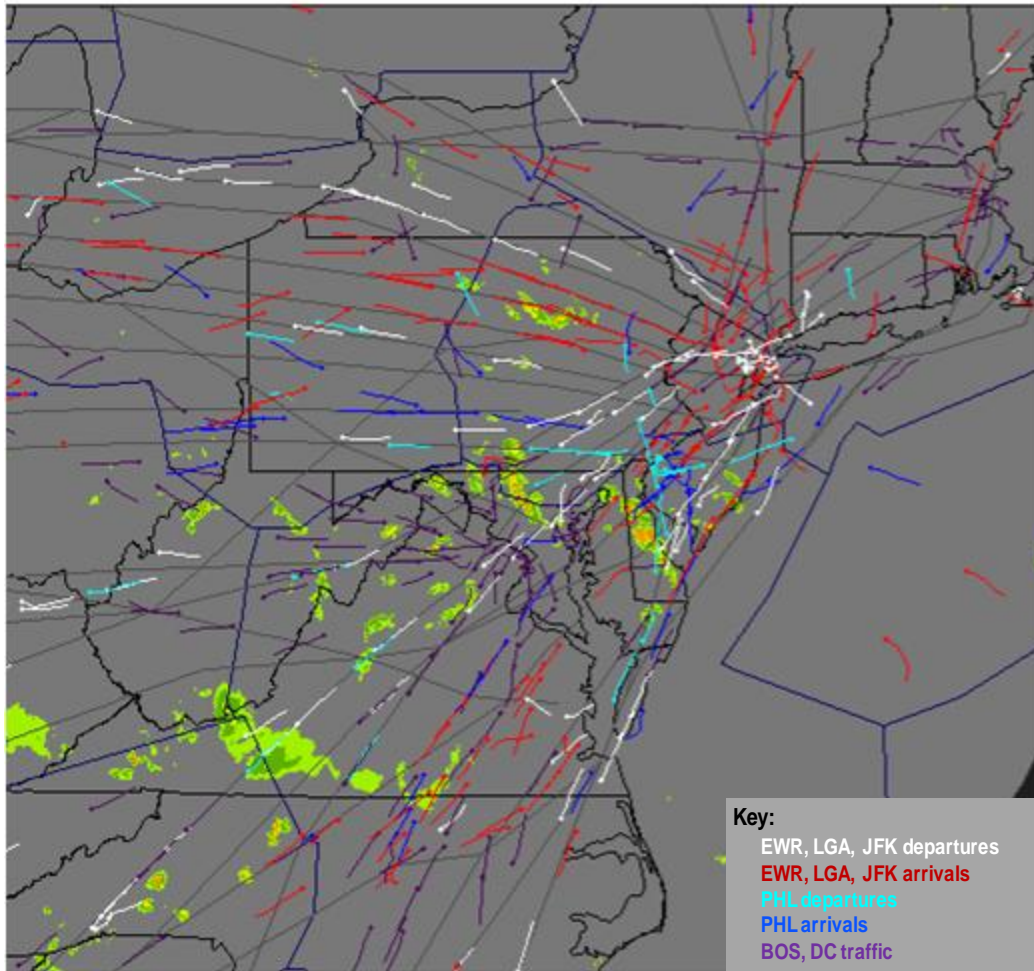 Key:
EWR, LGA, JFK departures
EWR, LGA, JFK arrivals
PHL departures
PHL arrivals
BOS, DC traffic